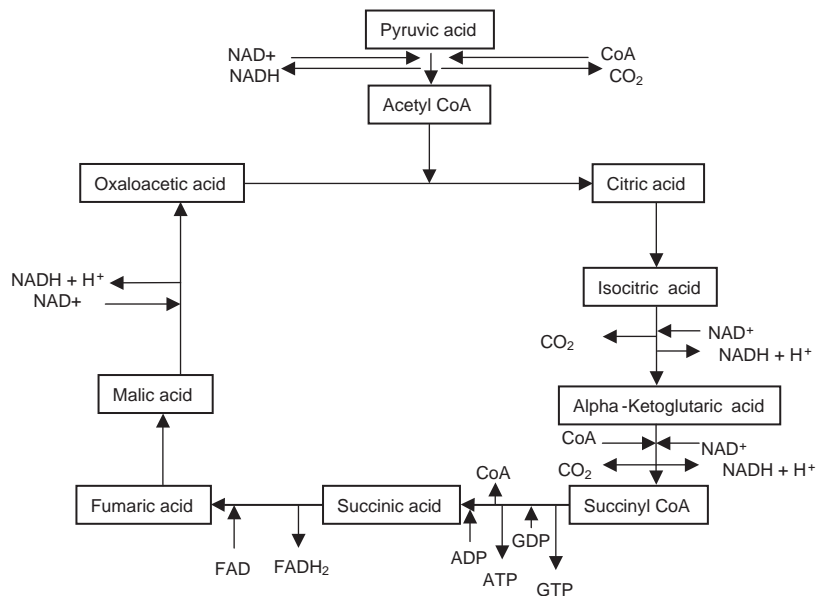 Pyruvic acid
NAD+
CoA
NADH
CO₂
Acetyl CoA
Oxaloacetic acid
Citric acid
NADH + H⁺
NAD+
Isocitric acid
CO₂
NAD⁺
NADH + H⁺
Malic acid
Alpha-Ketoglutaric acid
CoA
NAD⁺
CO₂
NADH + H⁺
CoA
Fumaric acid
Succinic acid
Succinyl CoA
FAD
FADH₂
ADP
ATP
GDP
GTP